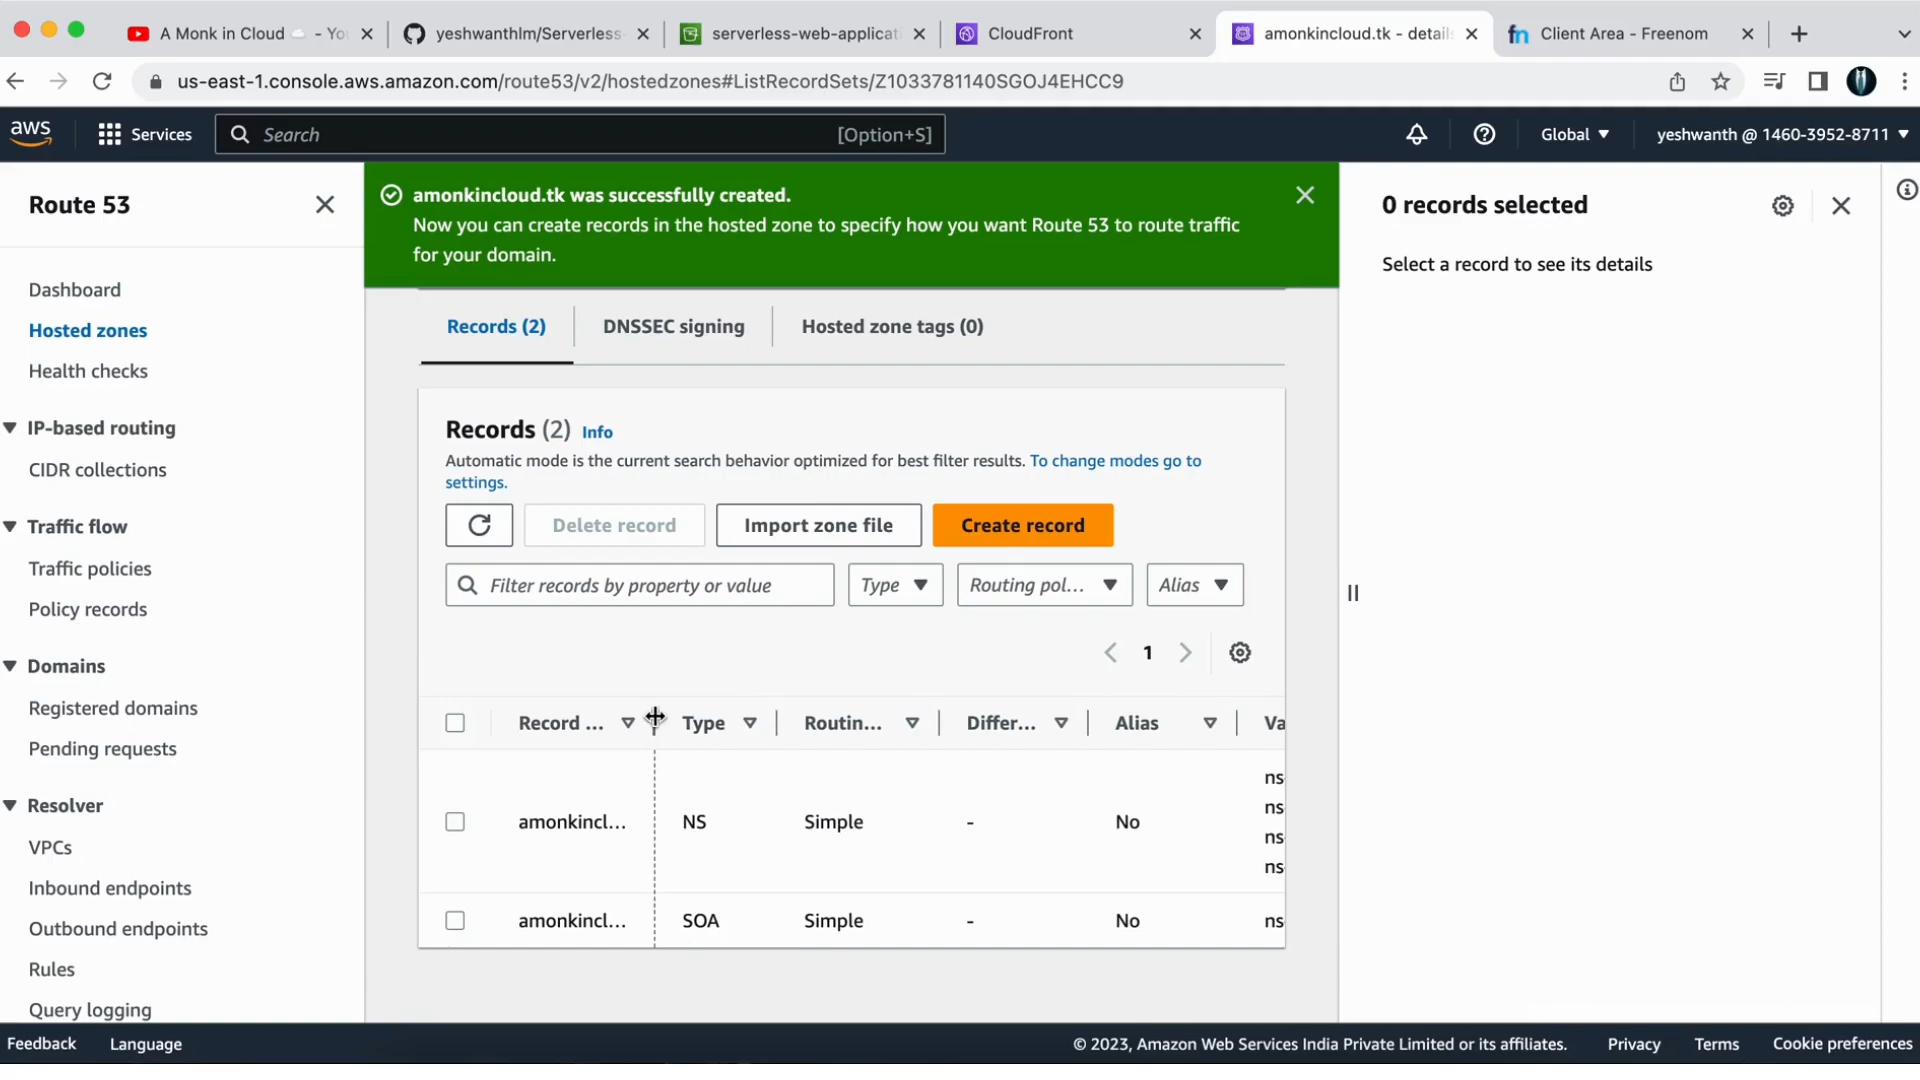 A Monk in Cloud - Yo
yeshwanthlm/Serverless-
serverless-web-applicati
CloudFront
amonkincloud.tk - details
fn Client Area - Freenom
us-east-1.console.aws.amazon.com/route53/v2/hostedzones#ListRecordSets/Z1033781140SGOJ4EHCC9
aws
Services
Search
[Option+S]
Global
yeshwanth @ 1460-3952-8711
Route 53
Dashboard
Hosted zones
Health checks
IP-based routing
CIDR collections
Traffic flow
Traffic policies
Policy records
Domains
Registered domains
Pending requests
Resolver
VPCs
Inbound endpoints
Outbound endpoints
Rules
Query logging
amonkincloud.tk was successfully created.
Now you can create records in the hosted zone to specify how you want Route 53 to route traffic
for your domain.
Records (2)
DNSSEC signing
Hosted zone tags (0)
Records (2) Info
Automatic mode is the current search behavior optimized for best filter results. To change modes go to
settings.
Delete record
Import zone file
Create record
Filter records by property or value
Type
Routing pol...
Alias
1
Record ... Type Routin... Differ... Alias Va
amonkincl... NS Simple - No ns
ns
ns
ns
amonkincl... SOA Simple - No ns
0 records selected
Select a record to see its details
Feedback
Language
© 2023, Amazon Web Services India Private Limited or its affiliates.
Privacy
Terms
Cookie preferences